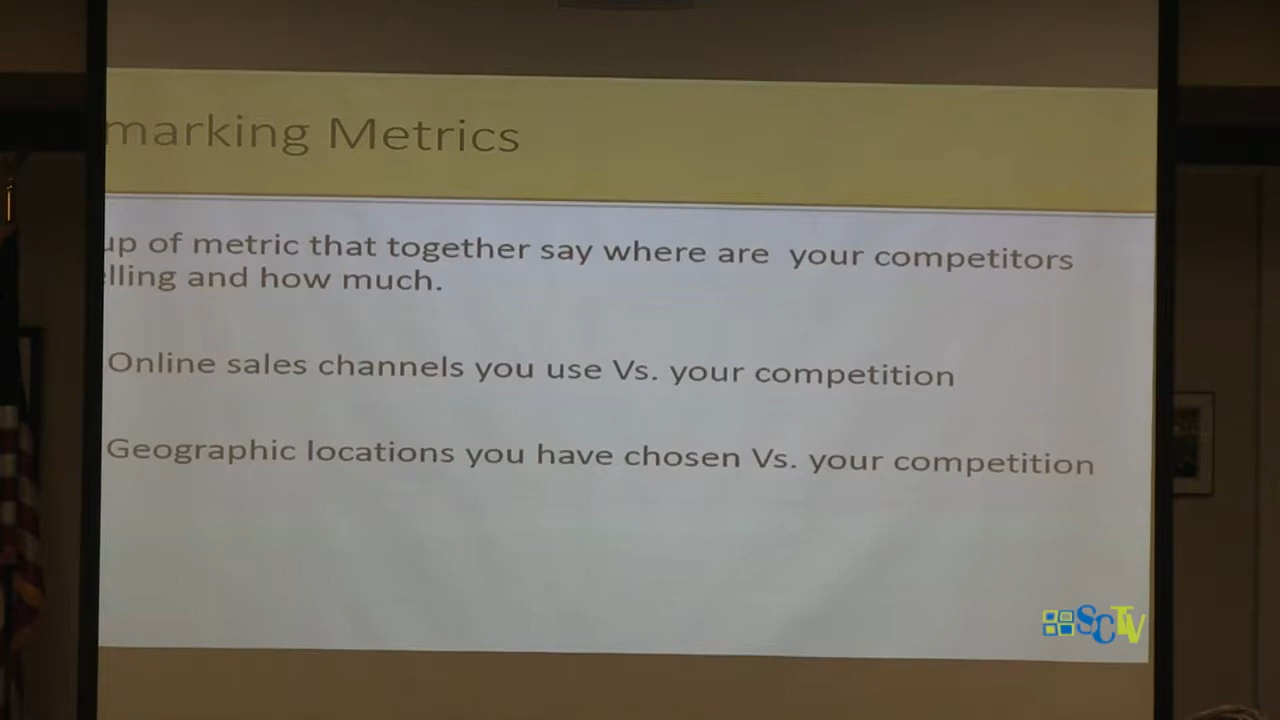 marking Metrics
up of metric that together say where are your competitors
lling and how much.
Online sales channels you use Vs. your competition
Geographic locations you have chosen Vs. your competition
SCTV